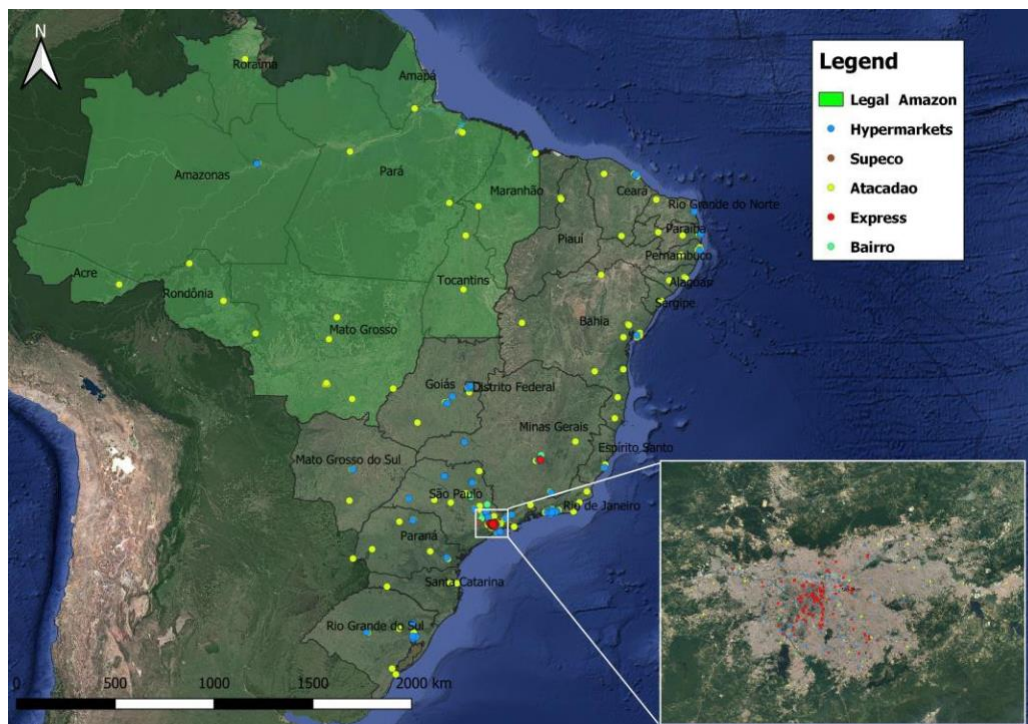 N
Roraima
Amapá
Amazonas
Pará
Maranhão
Ceará
Rio Grande do Norte
Paraíba
Piauí
Pernambuco
Alagoas
Sergipe
Acre
Rondônia
Tocantins
Mato Grosso
Bahia
Goiás
Distrito Federal
Minas Gerais
Mato Grosso do Sul
Espírito Santo
São Paulo
Rio de Janeiro
Paraná
Santa Catarina
Rio Grande do Sul
0 500 1000 2000 km
Legend
Legal Amazon
Hypermarkets
Supeco
Atacadao
Express
Bairro